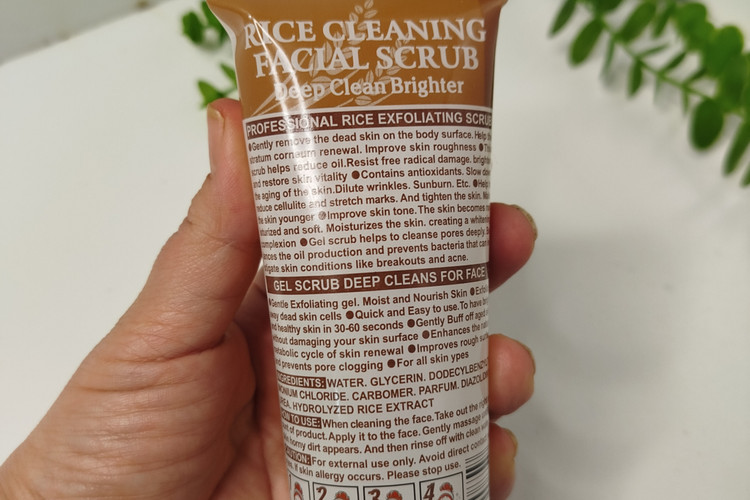 RICE CLEANING
FACIAL SCRUB
Deep Clean Brighter
PROFESSIONAL RICE EXFOLIATING SCRUB
●Gently remove the dead skin on the body surface.Help
stratum corneum renewal. Improve skin roughness ●
scrub helps reduce oil.Resist free radical damage.
and restore skin vitality ●Contains antioxidants. Slow
the aging of the skin.Dilute wrinkles. Sunburn. Etc. ●
reduce cellulite and stretch marks. And tighten the skin.
the skin younger ●Improve skin tone.The skin becomes
and soft. Moisturizes the skin. creating a
●Gel scrub helps to cleanse pores deeply.
the oil production and prevents bacteria that
skin conditions like breakouts and acne.
GEL SCRUB DEEP CLEANS FOR FACE
●Gentle Exfoliating gel. Moist and Nourish Skin ●
dead skin cells ●Quick and Easy to use.To have
and healthy skin in 30-60 seconds ●Gently Buff off
without damaging your skin surface ●Enhances the
metabolic cycle of skin renewal ●Improves rough
and prevents pore clogging ●For all skin ypes
INGREDIENTS: WATER. GLYCERIN.
CHLORIDE. CARBOMER. PARFUM.
HYDROLYZED RICE EXTRACT
HOW TO USE: When cleaning the face.Take out the
of product.Apply it to the face. Gently massage
horny dirt appears. And then rinse off with clean
CAUTION: For external use only. Avoid direct
If skin allergy occurs. Please stop use.
2 3 4